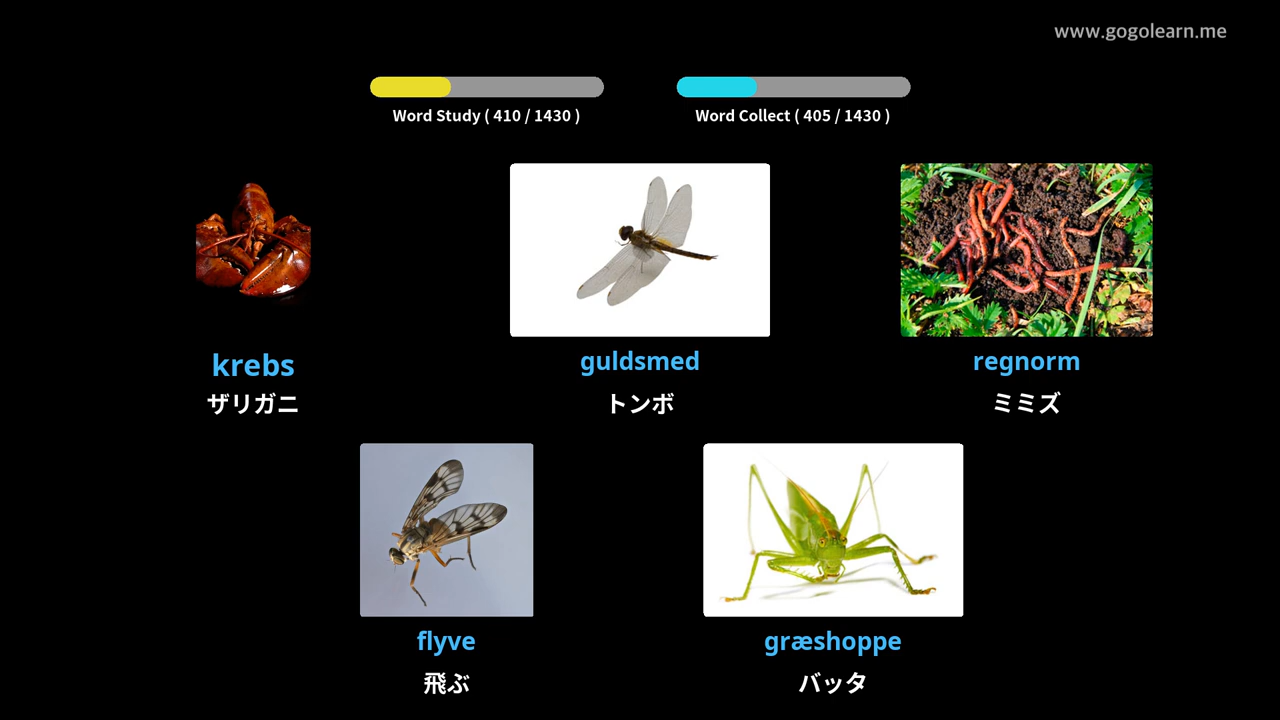 www.gogolearn.me
Word Study ( 410 / 1430 )
Word Collect ( 405 / 1430 )
krebs
ザリガニ
guldsmed
トンボ
regnorm
ミミズ
flyve
飛ぶ
græshoppe
バッタ